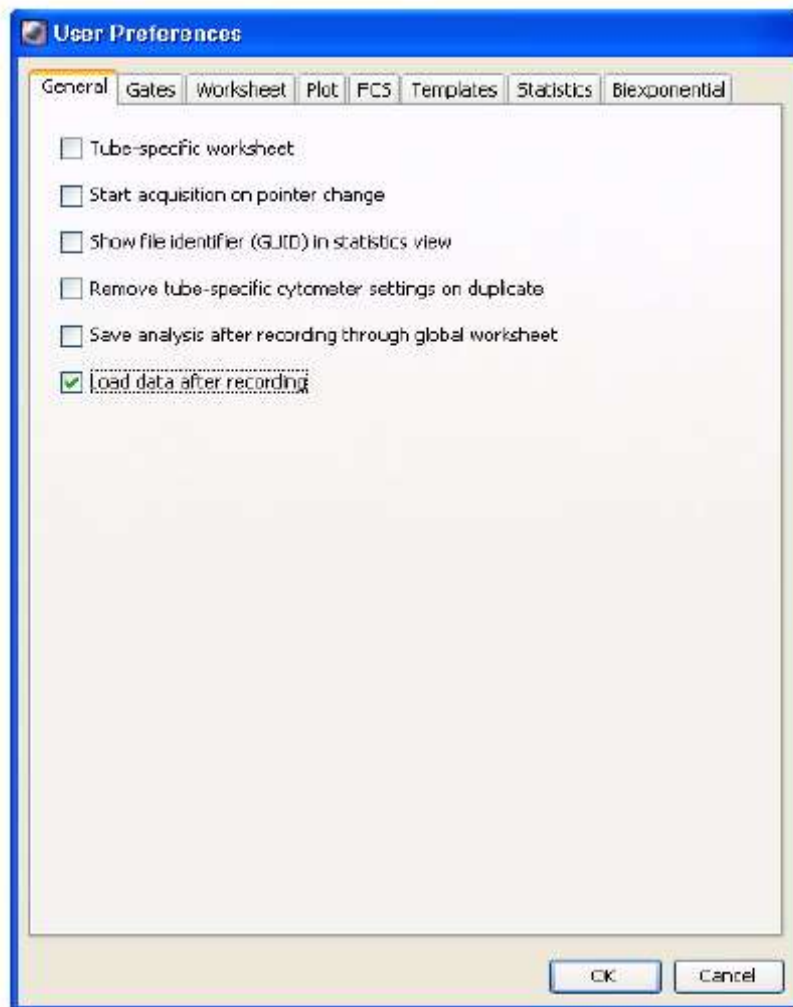 User Preferences
General Gates Worksheet Plot FCS Templates Statistics Biexponential
Tube-specific worksheet
Start acquisition on pointer change
Show file identifier (GUID) in statistics view
Remove tube-specific cytometer settings on duplicate
Save analysis after recording through global worksheet
Load data after recording
OK Cancel